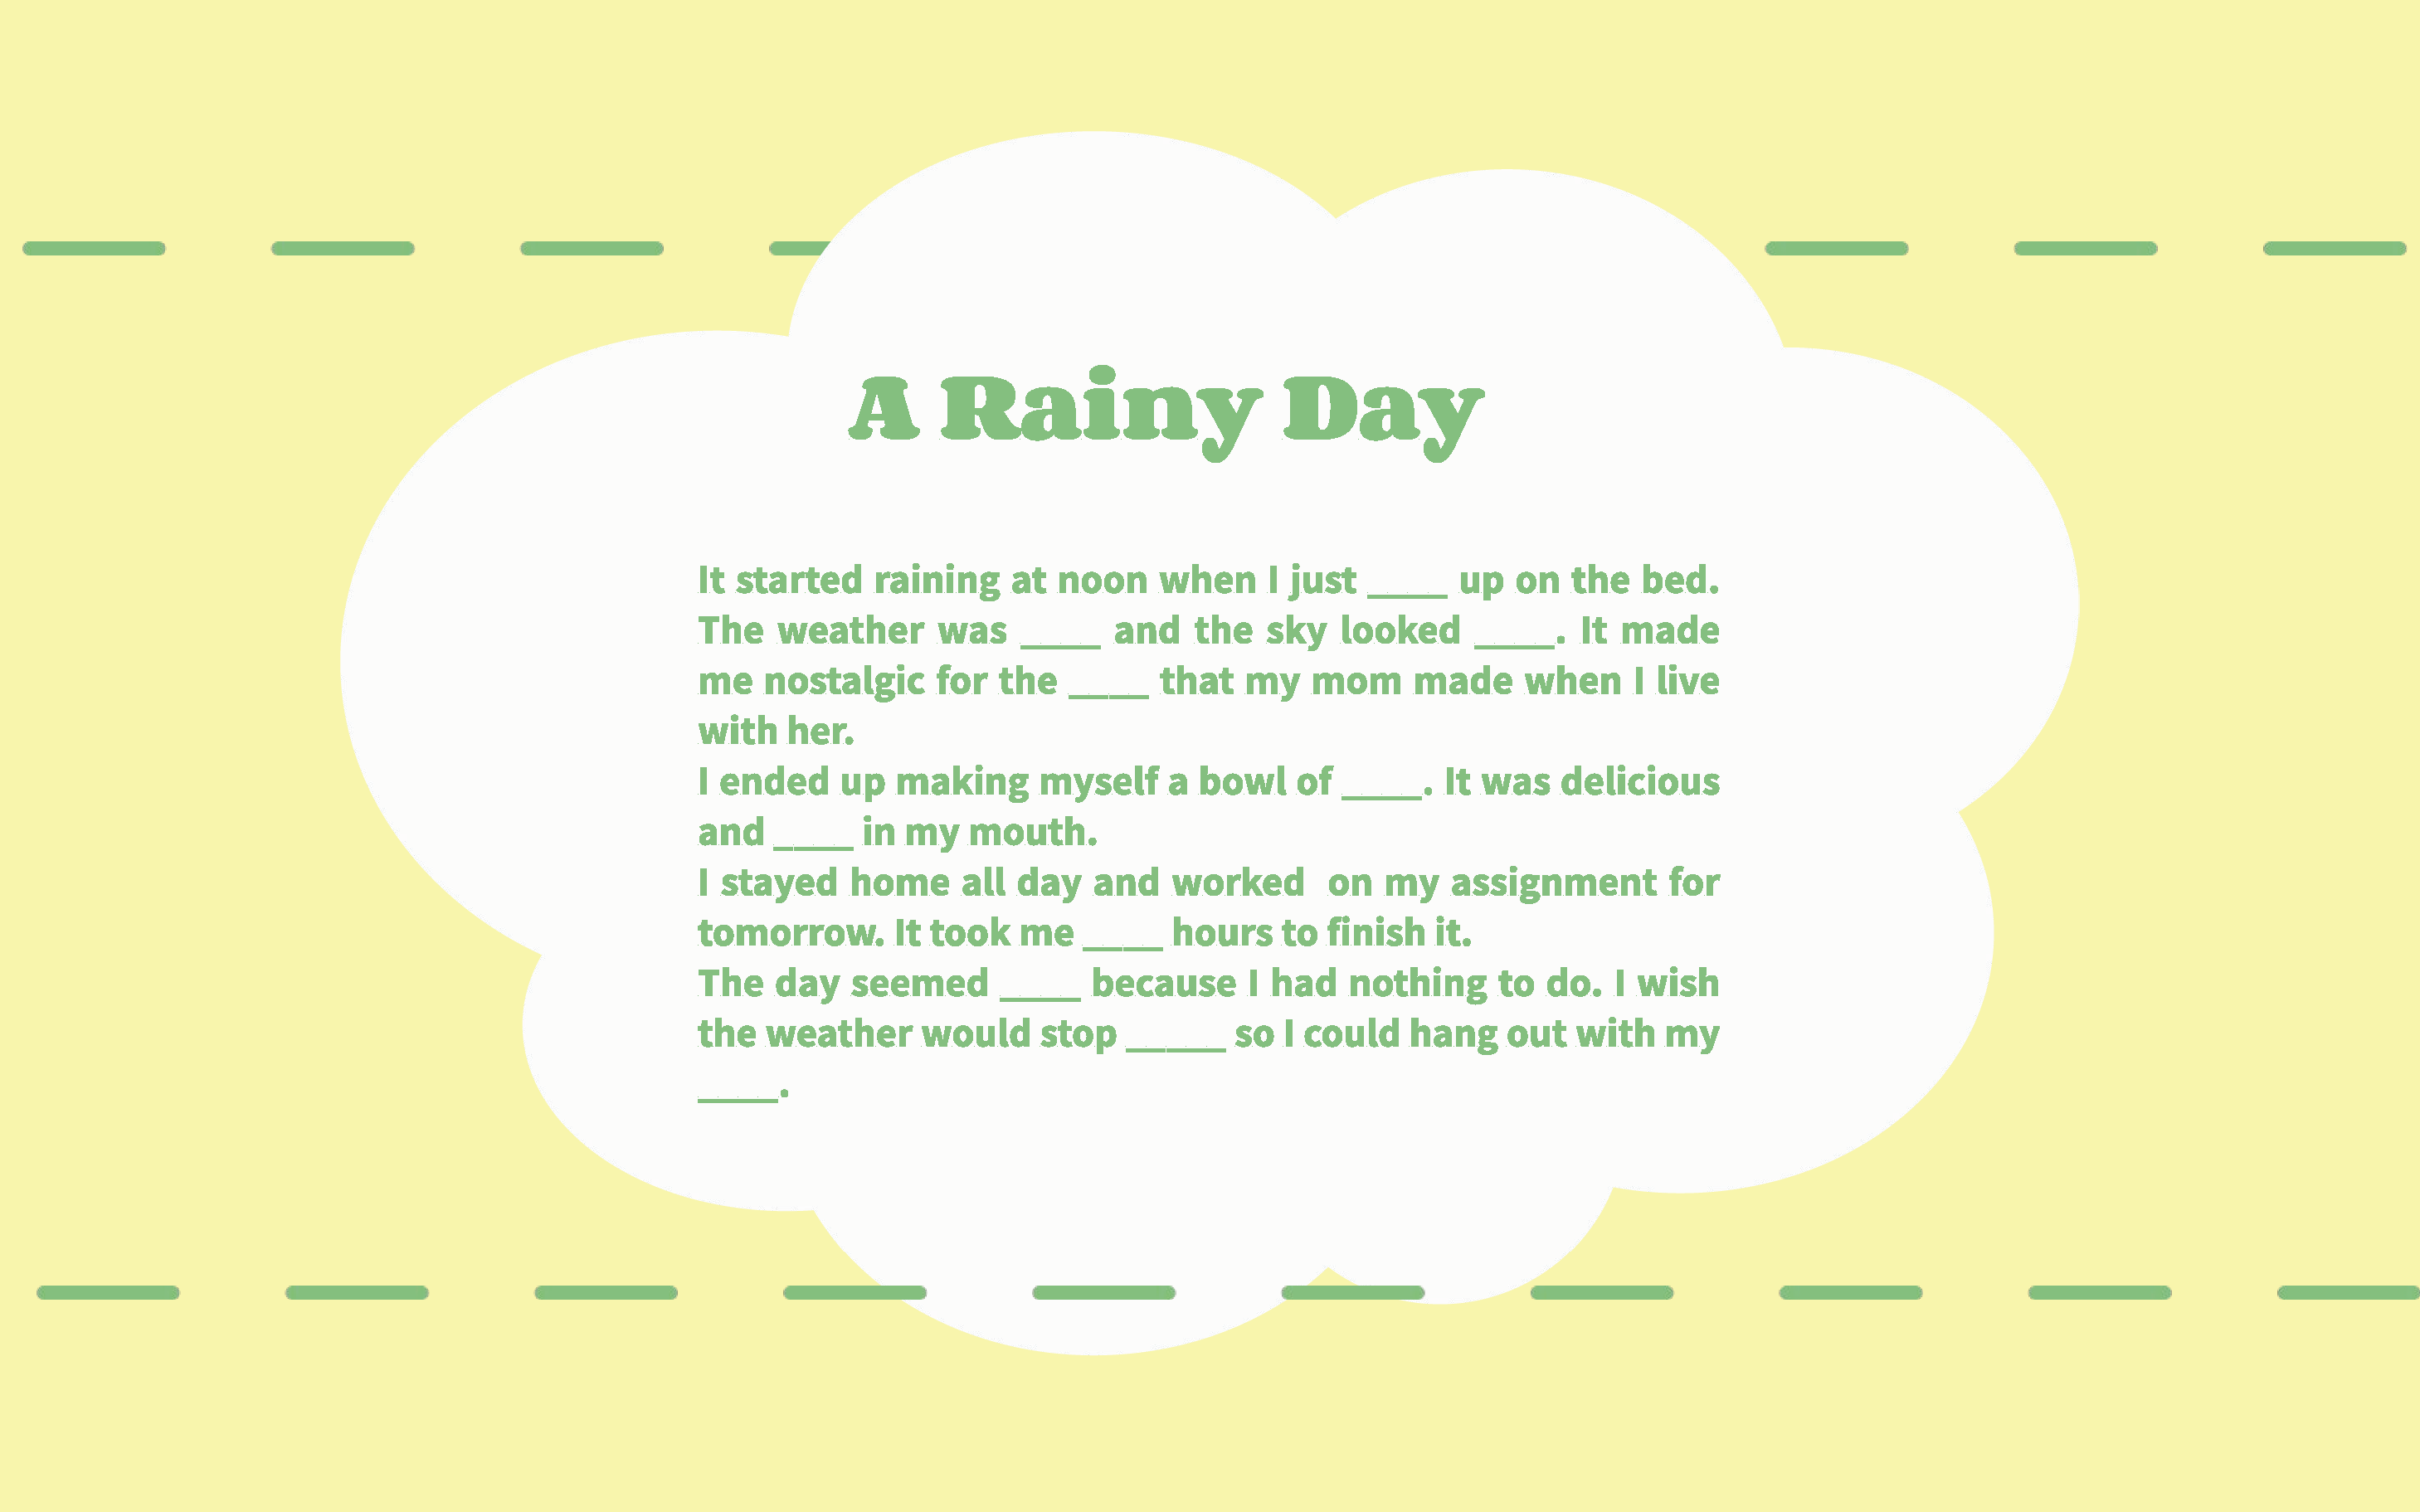 A Rainy Day
It started raining at noon when I just ____ up on the bed.
The weather was ____ and the sky looked ____. It made
me nostalgic for the ____ that my mom made when I live
with her.
I ended up making myself a bowl of ____. It was delicious
and ____ in my mouth.
I stayed home all day and worked on my assignment for
tomorrow. It took me ____ hours to finish it.
The day seemed ____ because I had nothing to do. I wish
the weather would stop _____ so I could hang out with my
____.